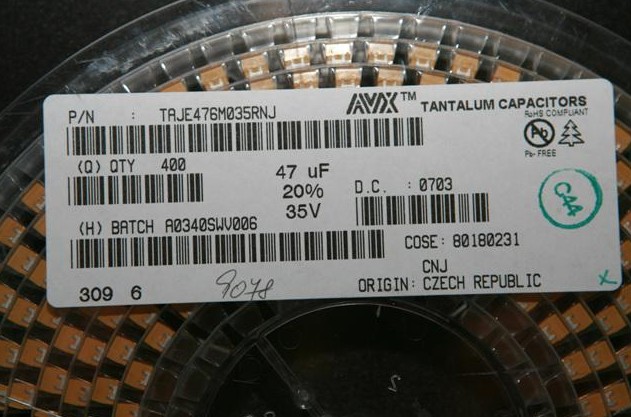 P/N : TAJE476M035RNJ
AVX™ TANTALUM CAPACITORS
RoHS COMPLIANT
Pb
Pb- FREE
(Q) QTY 400
47 uF
20%
35V
D.C. : 0703
(H) BATCH A0340SWV006
COSE: 80180231
CNJ
ORIGIN: CZECH REPUBLIC
309 6
9078
C44
X